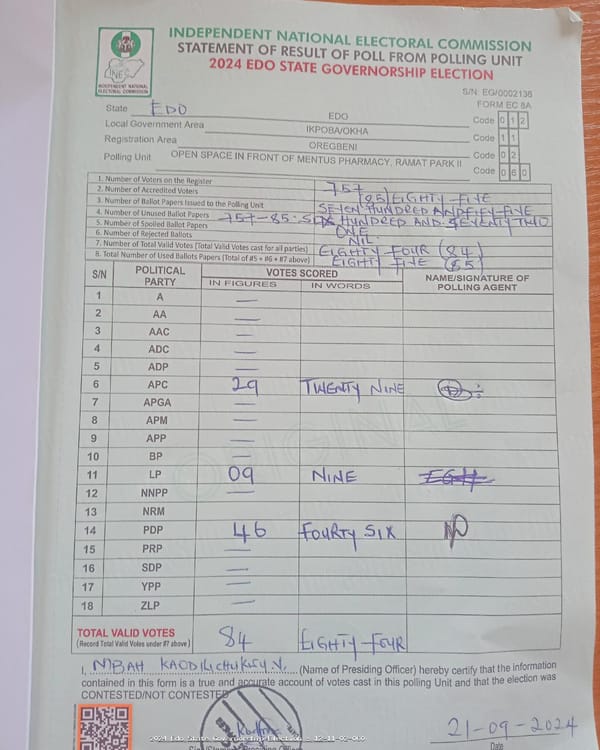 INDEPENDENT NATIONAL ELECTORAL COMMISSION
STATEMENT OF RESULT OF POLL FROM POLLING UNIT
2024 EDO STATE GOVERNORSHIP ELECTION
INEC
INDEPENDENT NATIONAL ELECTORAL COMMISSION
S/N: EG/0002138
FORM EC 8A
State EDO EDO Code 0 1 2
Local Government Area IKPOBA/OKHA Code 1 1
Registration Area OREGBENI Code 0 2
Polling Unit OPEN SPACE IN FRONT OF MENTUS PHARMACY, RAMAT PARK II Code 0 6 0
1. Number of Voters on the Register 757
2. Number of Accredited Voters (85) EIGHTY-FIVE
3. Number of Ballot Papers Issued to the Polling Unit SEVEN HUNDRED AND FIFTY-FIVE
4. Number of Unused Ballot Papers 757-85: SIX HUNDRED AND SEVENTY TWO
5. Number of Spoiled Ballot Papers ONE
6. Number of Rejected Ballots NIL
7. Number of Total Valid Votes (Total Valid Votes cast for all parties) EIGHTY FOUR (84)
8. Total Number of Used Ballots Papers (Total of #5 + #6 + #7 above) EIGHTY FIVE (85)
S/N POLITICAL PARTY VOTES SCORED NAME/SIGNATURE OF POLLING AGENT
IN FIGURES IN WORDS
1 A —
2 AA —
3 AAC —
4 ADC —
5 ADP —
6 APC 29 TWENTY NINE
7 APGA —
8 APM —
9 APP —
10 BP —
11 LP 09 NINE
12 NNPP —
13 NRM
14 PDP 46 FOURTY SIX
15 PRP —
16 SDP —
17 YPP —
18 ZLP —
ORIGINAL
TOTAL VALID VOTES 84 EIGHTY-FOUR
(Record Total Valid Votes under #7 above)
I, MBAH (Name of Presiding Officer) hereby certify that the information
contained in this form is a true and accurate account of votes cast in this polling Unit and that the election was
CONTESTED/NOT CONTESTED
21-09-2024
2024 Edo State Governorship Election - 12-11-02-060
Date